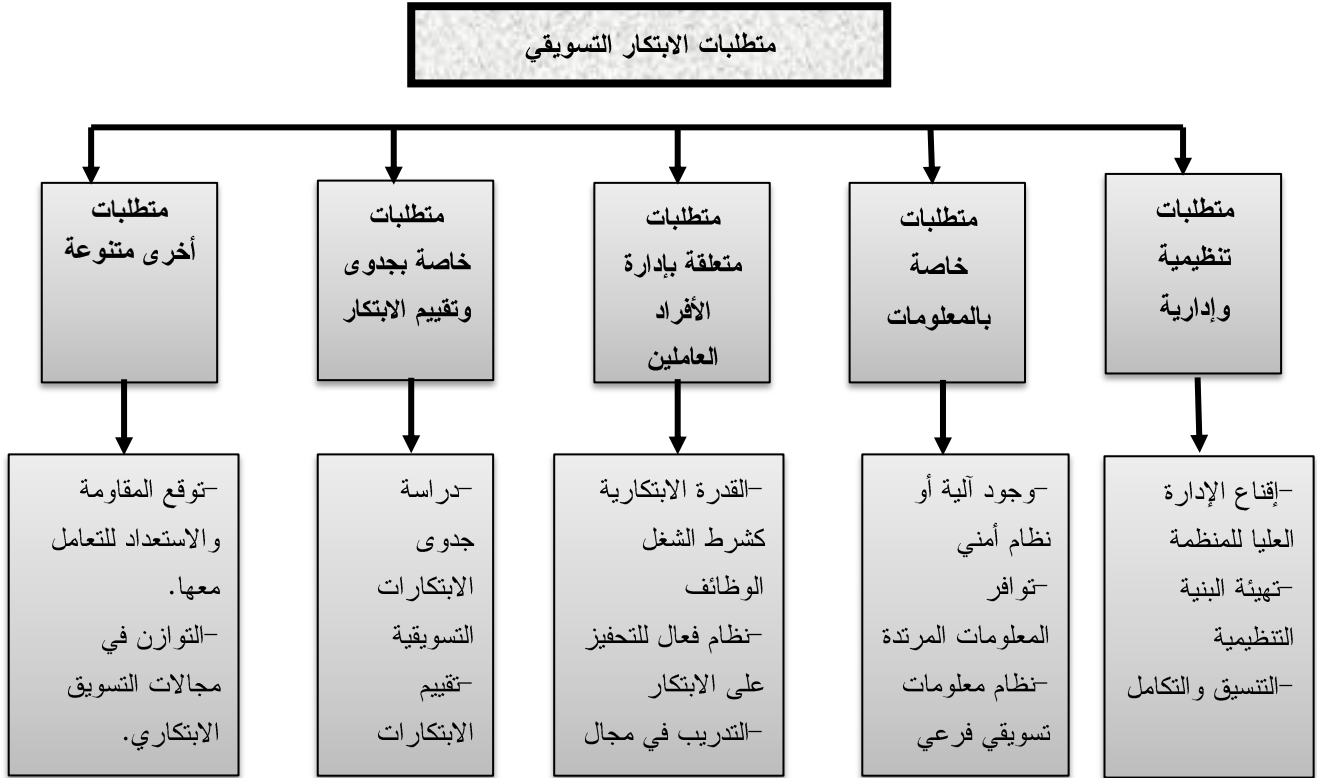 متطلبات الابتكار التسويقي
متطلبات
تنظيمية
وإدارية
متطلبات
خاصة
بالمعلومات
متطلبات
متعلقة بإدارة
الأفراد
العاملين
متطلبات
خاصة بجدوى
وتقييم الابتكار
متطلبات
أخرى متنوعة
-إقناع الإدارة
العليا للمنظمة
-تهيئة البنية
التنظيمية
-التنسيق والتكامل
-وجود آلية أو
نظام أمني
-توافر
المعلومات المرتدة
-نظام معلومات
تسويقي فرعي
-القدرة الابتكارية
كشرط الشغل
الوظائف
-نظام فعال للتحفيز
على الابتكار
-التدريب في مجال
-دراسة
جدوى
الابتكارات
التسويقية
-تقييم
الابتكارات
-توقع المقاومة
والاستعداد للتعامل
معها.
-التوازن في
مجالات التسويق
الابتكاري.